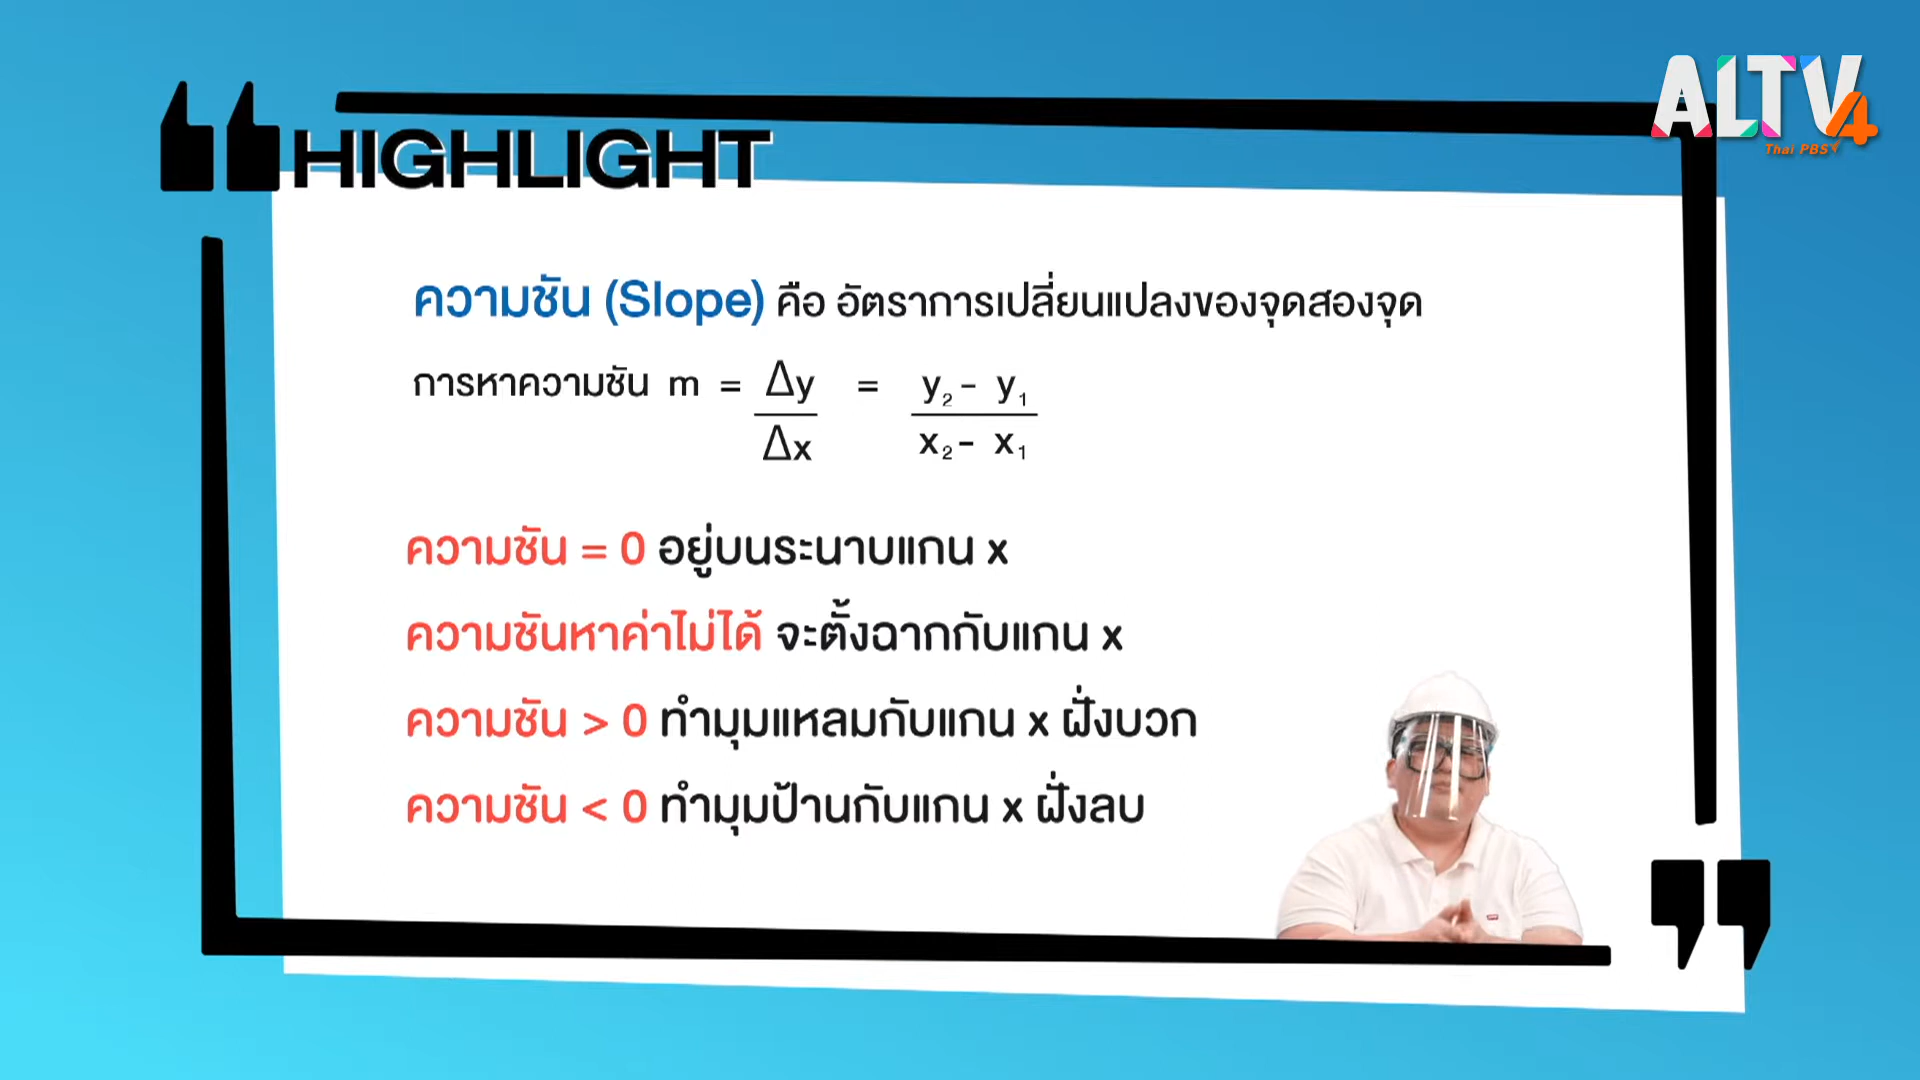 ALTV4
Thai PBS
HIGHLIGHT
ความชัน (Slope) คือ อัตราการเปลี่ยนแปลงของจุดสองจุด
การหาความชัน m = Δy/Δx = y₂ - y₁/x₂ - x₁
ความชัน = 0 อยู่บนระนาบแกน x
ความชันหาค่าไม่ได้ จะตั้งฉากกับแกน x
ความชัน > 0 ทำมุมแหลมกับแกน x ฝั่งบวก
ความชัน < 0 ทำมุมป้านกับแกน x ฝั่งลบ